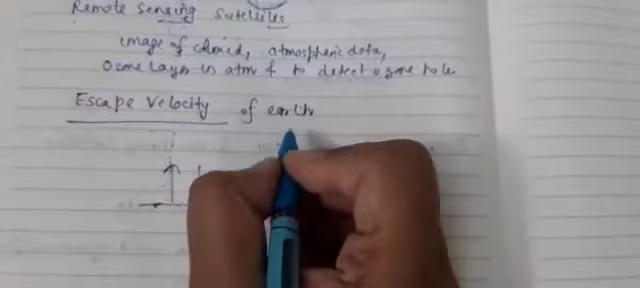 Remote Sensing Satellites
image of cloud, atmospheric data,
Ozone Layer in atm & to detect ozone hole
Escape Velocity of earth